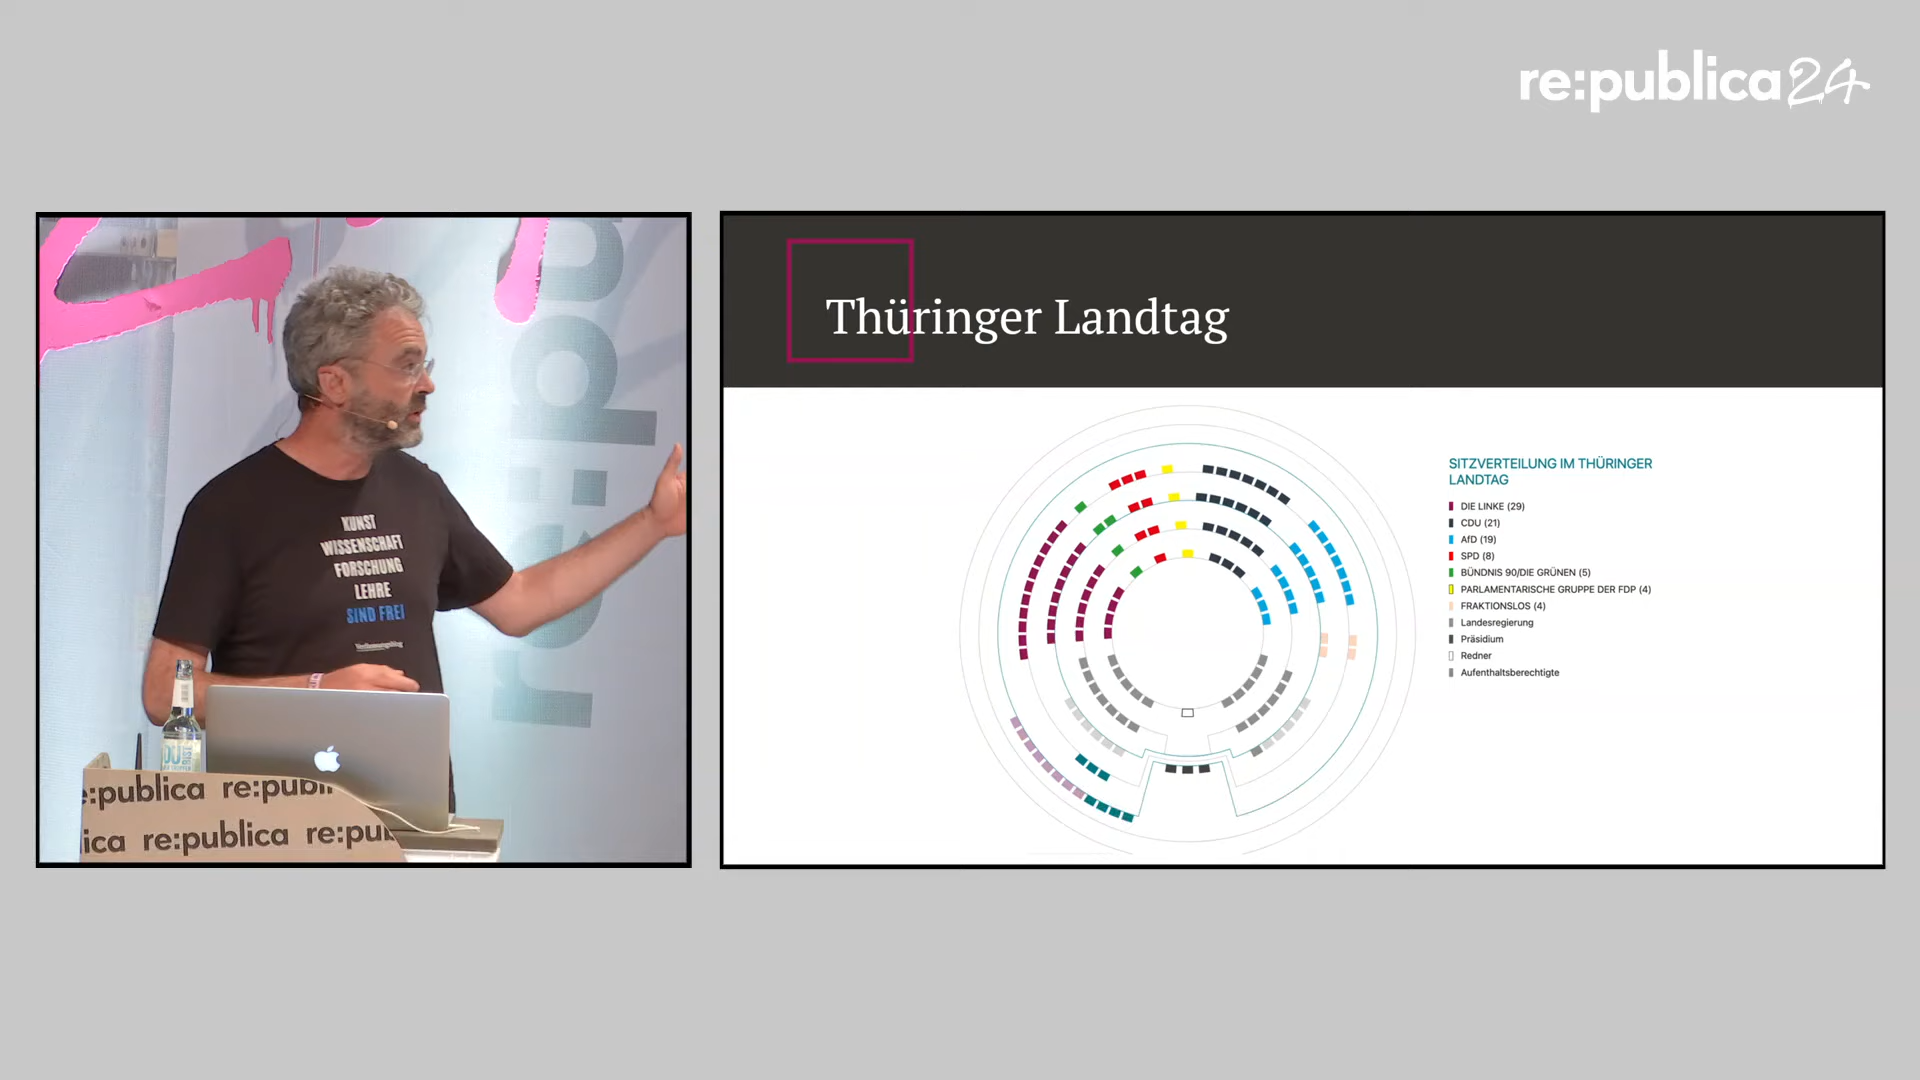 re:publica24
Thüringer Landtag
SITZVERTEILUNG IM THÜRINGER
LANDTAG
DIE LINKE (29)
CDU (21)
AfD (19)
SPD (8)
BÜNDNIS 90/DIE GRÜNEN (5)
PARLAMENTARISCHE GRUPPE DER FDP (4)
FRAKTIONSLOS (4)
Landesregierung
Präsidium
Redner
Aufenthaltsberechtigte
KUNST
WISSENSCHAFT
FORSCHUNG
LEHRE
SIND FREI
Verfassungsblog
re:pu
e:publica re:publi
ica re:publica re:pu